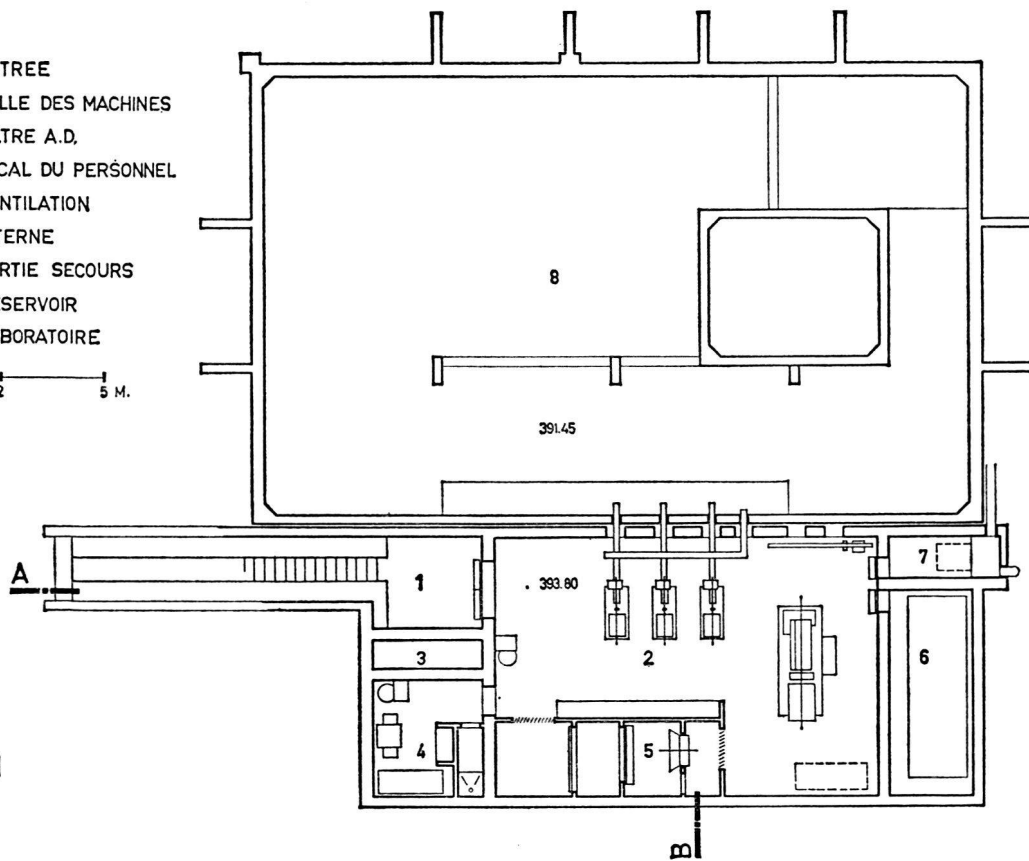 TREE
LLE DES MACHINES
TRE A.D,
CAL DU PERSONNEL
NTILATION
TERNE
RTIE SECOURS
SERVOIR
BORATOIRE
2 5 M.
8
391.45
A
1
393.80
7
2
3
6
4
5
B